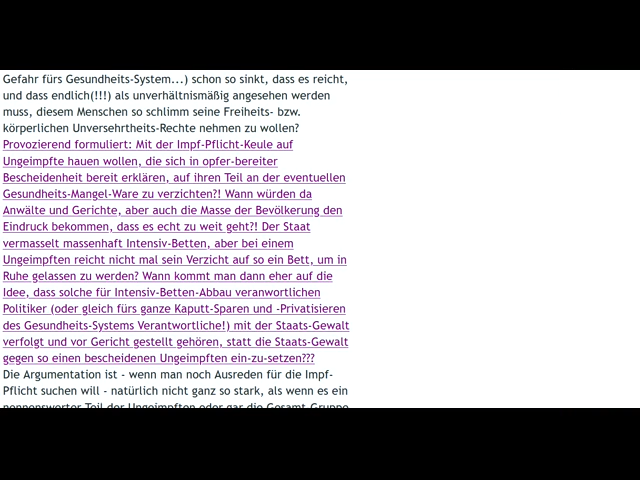 Gefahr fürs Gesundheits-System...) schon so sinkt, dass es reicht,
und dass endlich(!!!) als unverhältnismäßig angesehen werden
muss, diesem Menschen so schlimm seine Freiheits- bzw.
körperlichen Unversehrtheits-Rechte nehmen zu wollen?
Provozierend formuliert: Mit der Impf-Pflicht-Keule auf
Ungeimpfte hauen wollen, die sich in opfer-bereiter
Bescheidenheit bereit erklären, auf ihren Teil an der eventuellen
Gesundheits-Mangel-Ware zu verzichten?! Wann würden da
Anwälte und Gerichte, aber auch die Masse der Bevölkerung den
Eindruck bekommen, dass es echt zu weit geht?! Der Staat
vermasselt massenhaft Intensiv-Betten, aber bei einem
Ungeimpften reicht nicht mal sein Verzicht auf so ein Bett, um in
Ruhe gelassen zu werden? Wann kommt man dann eher auf die
Idee, dass solche für Intensiv-Betten-Abbau veranwortlichen
Politiker (oder gleich fürs ganze Kaputt-Sparen und -Privatisieren
des Gesundheits-Systems Verantwortliche!) mit der Staats-Gewalt
verfolgt und vor Gericht gestellt gehören, statt die Staats-Gewalt
gegen so einen bescheidenen Ungeimpften ein-zu-setzen???
Die Argumentation ist - wenn man noch Ausreden für die Impf-
Pflicht suchen will - natürlich nicht ganz so stark, als wenn es ein
nennenswerter Teil der Ungeimpften oder gar die Gesamt-Gruppe